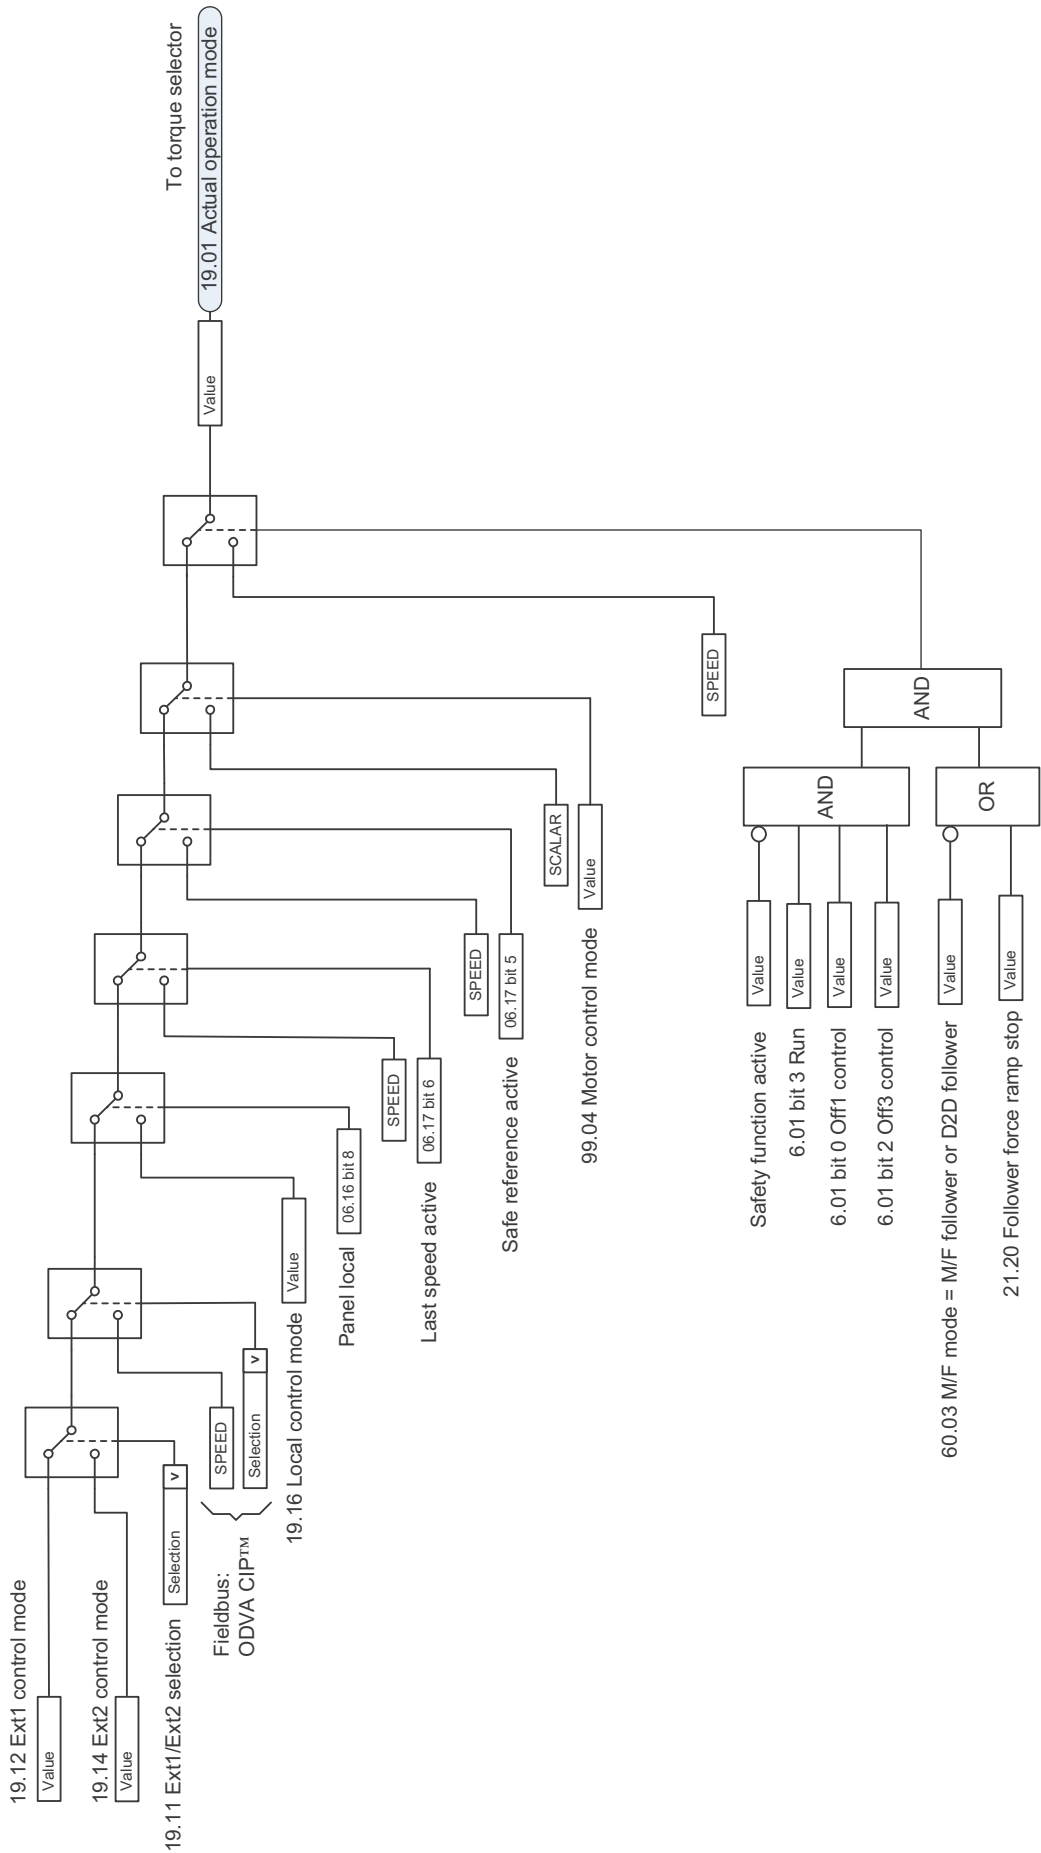 19.12 Ext1 control mode
Value
19.14 Ext2 control mode
Value
19.11 Ext1/Ext2 selection
Selection
v
Fieldbus:
ODVA CIP™
SPEED
Selection
v
19.16 Local control mode
Value
Panel local
06.16 bit 8
SPEED
Last speed active
06.17 bit 6
SPEED
Safe reference active
06.17 bit 5
SCALAR
99.04 Motor control mode
Value
SPEED
Value
19.01 Actual operation mode
To torque selector
Safety function active
Value
6.01 bit 3 Run
Value
6.01 bit 0 Off1 control
Value
6.01 bit 2 Off3 control
Value
AND
60.03 M/F mode = M/F follower or D2D follower
Value
21.20 Follower force ramp stop
Value
OR
AND